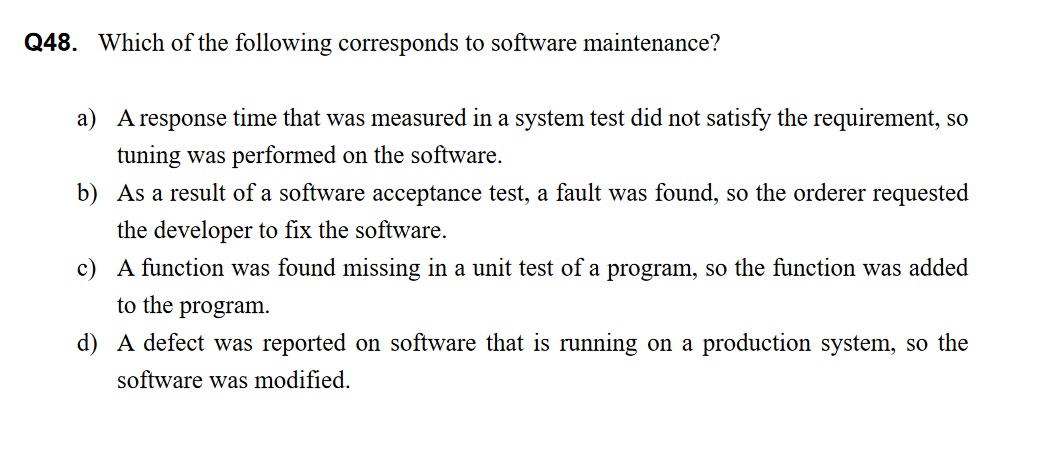 Q48. Which of the following corresponds to software maintenance?
a) A response time that was measured in a system test did not satisfy the requirement, so
tuning was performed on the software.
b) As a result of a software acceptance test, a fault was found, so the orderer requested
the developer to fix the software.
c) A function was found missing in a unit test of a program, so the function was added
to the program.
d) A defect was reported on software that is running on a production system, so the
software was modified.